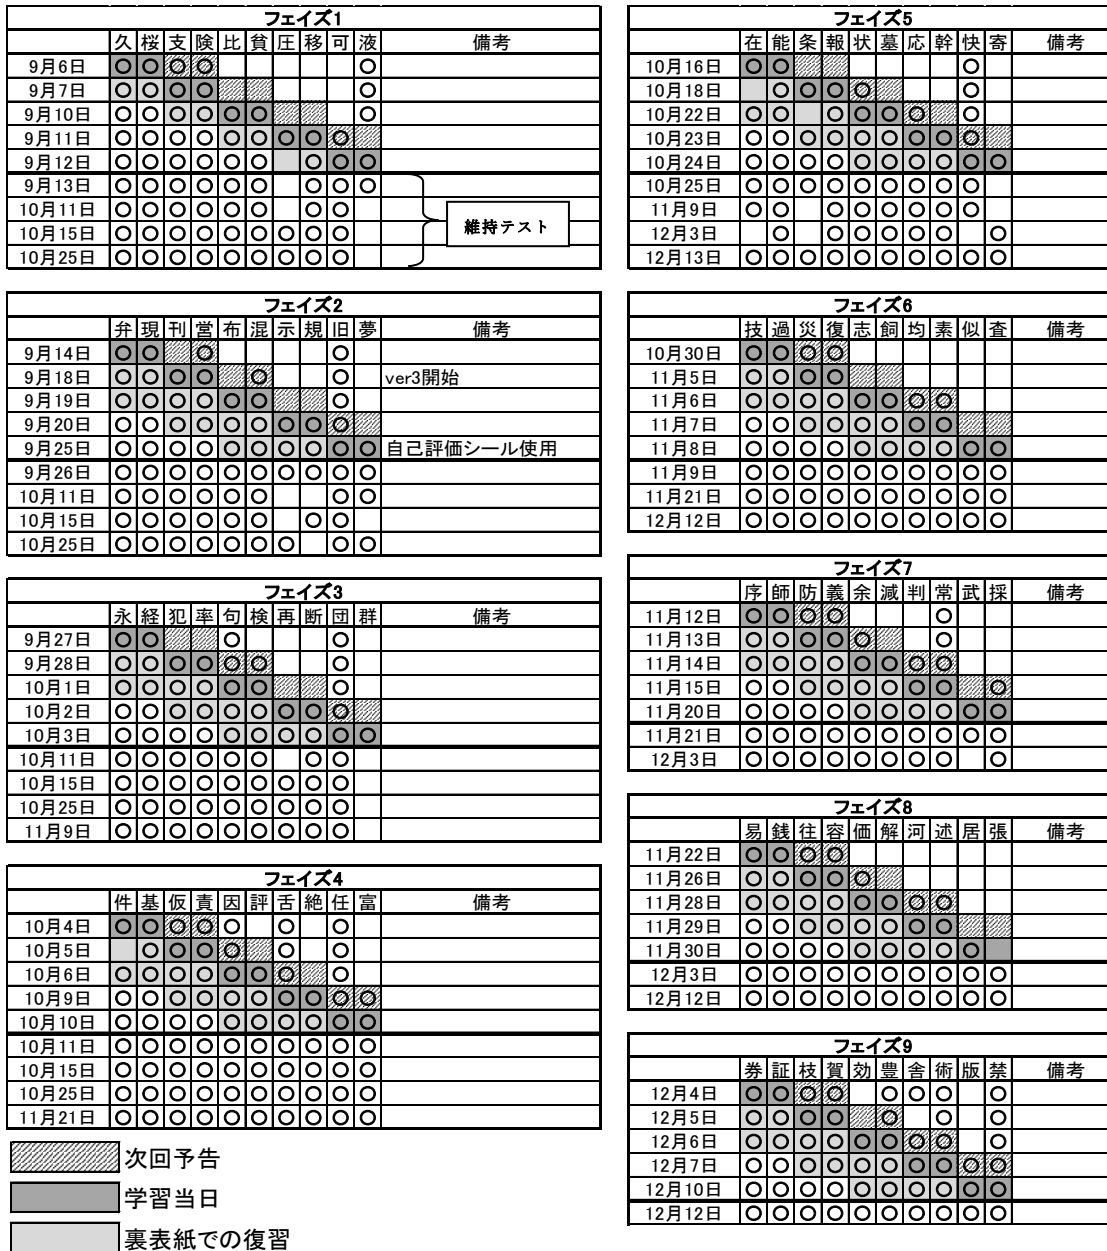 フェイズ1
久 桜 支 険 比 貧 圧 移 可 液 備考
9月6日
9月7日
9月10日
9月11日
9月12日
9月13日
10月11日
10月15日
10月25日
維持テスト
フェイズ2
弁 現 刊 営 布 混 示 規 旧 夢 備考
9月14日
9月18日 ver3開始
9月19日
9月20日
9月25日 自己評価シール使用
9月26日
10月11日
10月15日
10月25日
フェイズ3
永 経 犯 率 句 検 再 断 団 群 備考
9月27日
9月28日
10月1日
10月2日
10月3日
10月11日
10月15日
10月25日
11月9日
フェイズ4
件 基 仮 責 因 評 舌 絶 任 富 備考
10月4日
10月5日
10月6日
10月9日
10月10日
10月11日
10月15日
10月25日
11月21日
次回予告
学習当日
裏表紙での復習
フェイズ5
在 能 条 報 状 墓 応 幹 快 寄 備考
10月16日
10月18日
10月22日
10月23日
10月24日
10月25日
11月9日
12月3日
12月13日
フェイズ6
技 過 災 復 志 飼 均 素 似 査 備考
10月30日
11月5日
11月6日
11月7日
11月8日
11月9日
11月21日
12月12日
フェイズ7
序 師 防 義 余 減 判 常 武 採 備考
11月12日
11月13日
11月14日
11月15日
11月20日
11月21日
12月3日
フェイズ8
易 銭 往 容 価 解 河 述 居 張 備考
11月22日
11月26日
11月28日
11月29日
11月30日
12月3日
12月12日
フェイズ9
券 証 枝 賀 効 豊 舎 術 版 禁 備考
12月4日
12月5日
12月6日
12月7日
12月10日
12月12日